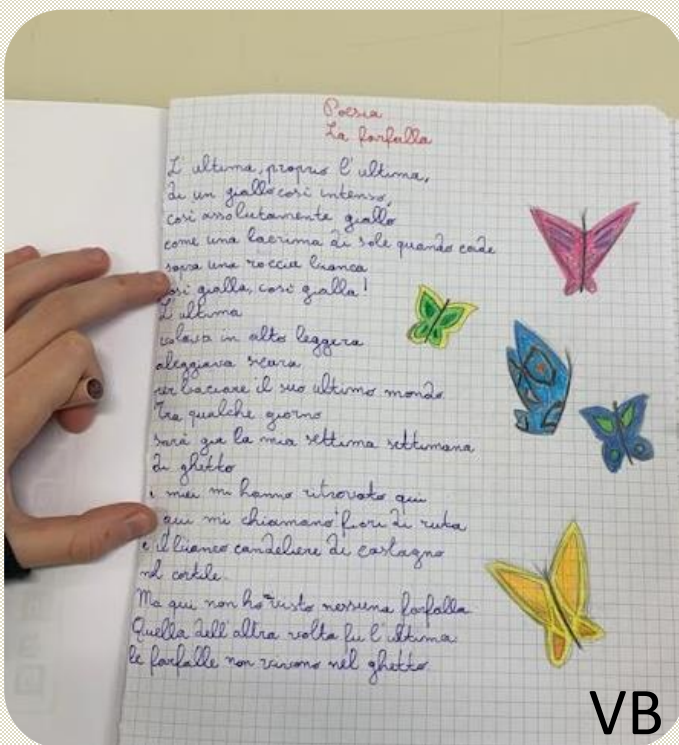 Poesia
La farfalla
L'ultima, proprio l'ultima,
di un giallo così intenso,
così assolutamente giallo
come una lacrima di sole quando cade
sopra una roccia bianca
così gialla, così gialla!
L'ultima
volava in alto leggera
aleggiava sicura
per baciare il suo ultimo mondo
Tra qualche giorno
sarà già la mia settima settimana
di ghetto
i miei mi hanno ritrovato qui
qui mi chiamano fiori di ruta
e il bianco candeliere di castagno
nel cortile.
Ma qui non ho visto nessuna farfalla
Quella dell'altra volta fu l'ultima
le farfalle non vivono nel ghetto.
VB